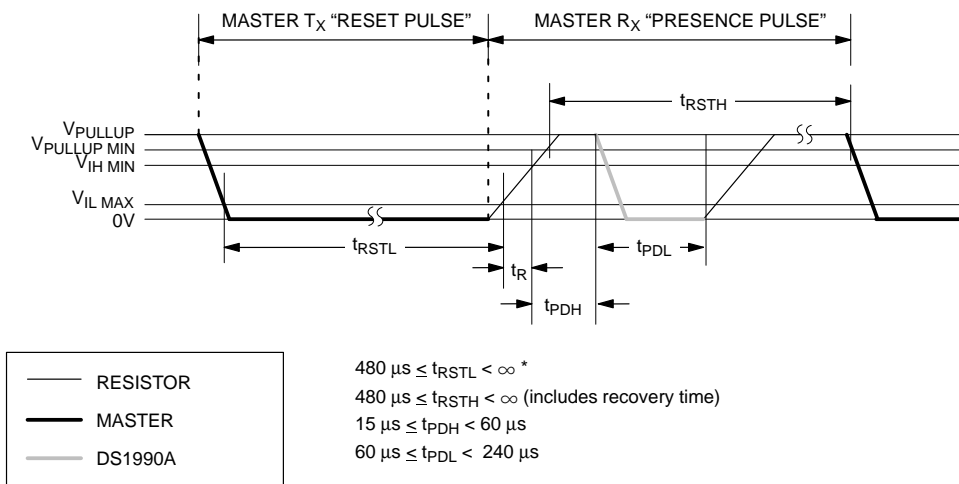 MASTER TX “RESET PULSE” MASTER RX “PRESENCE PULSE”
tRSTH
VPULLUP
VPULLUP MIN
VIH MIN
VIL MAX
0V
tRSTL
tPDL
tR
tPDH
RESISTOR
MASTER
DS1990A
480 μs ≤ tRSTL < ∞ *
480 μs ≤ tRSTH < ∞ (includes recovery time)
15 μs ≤ tPDH < 60 μs
60 μs ≤ tPDL < 240 μs